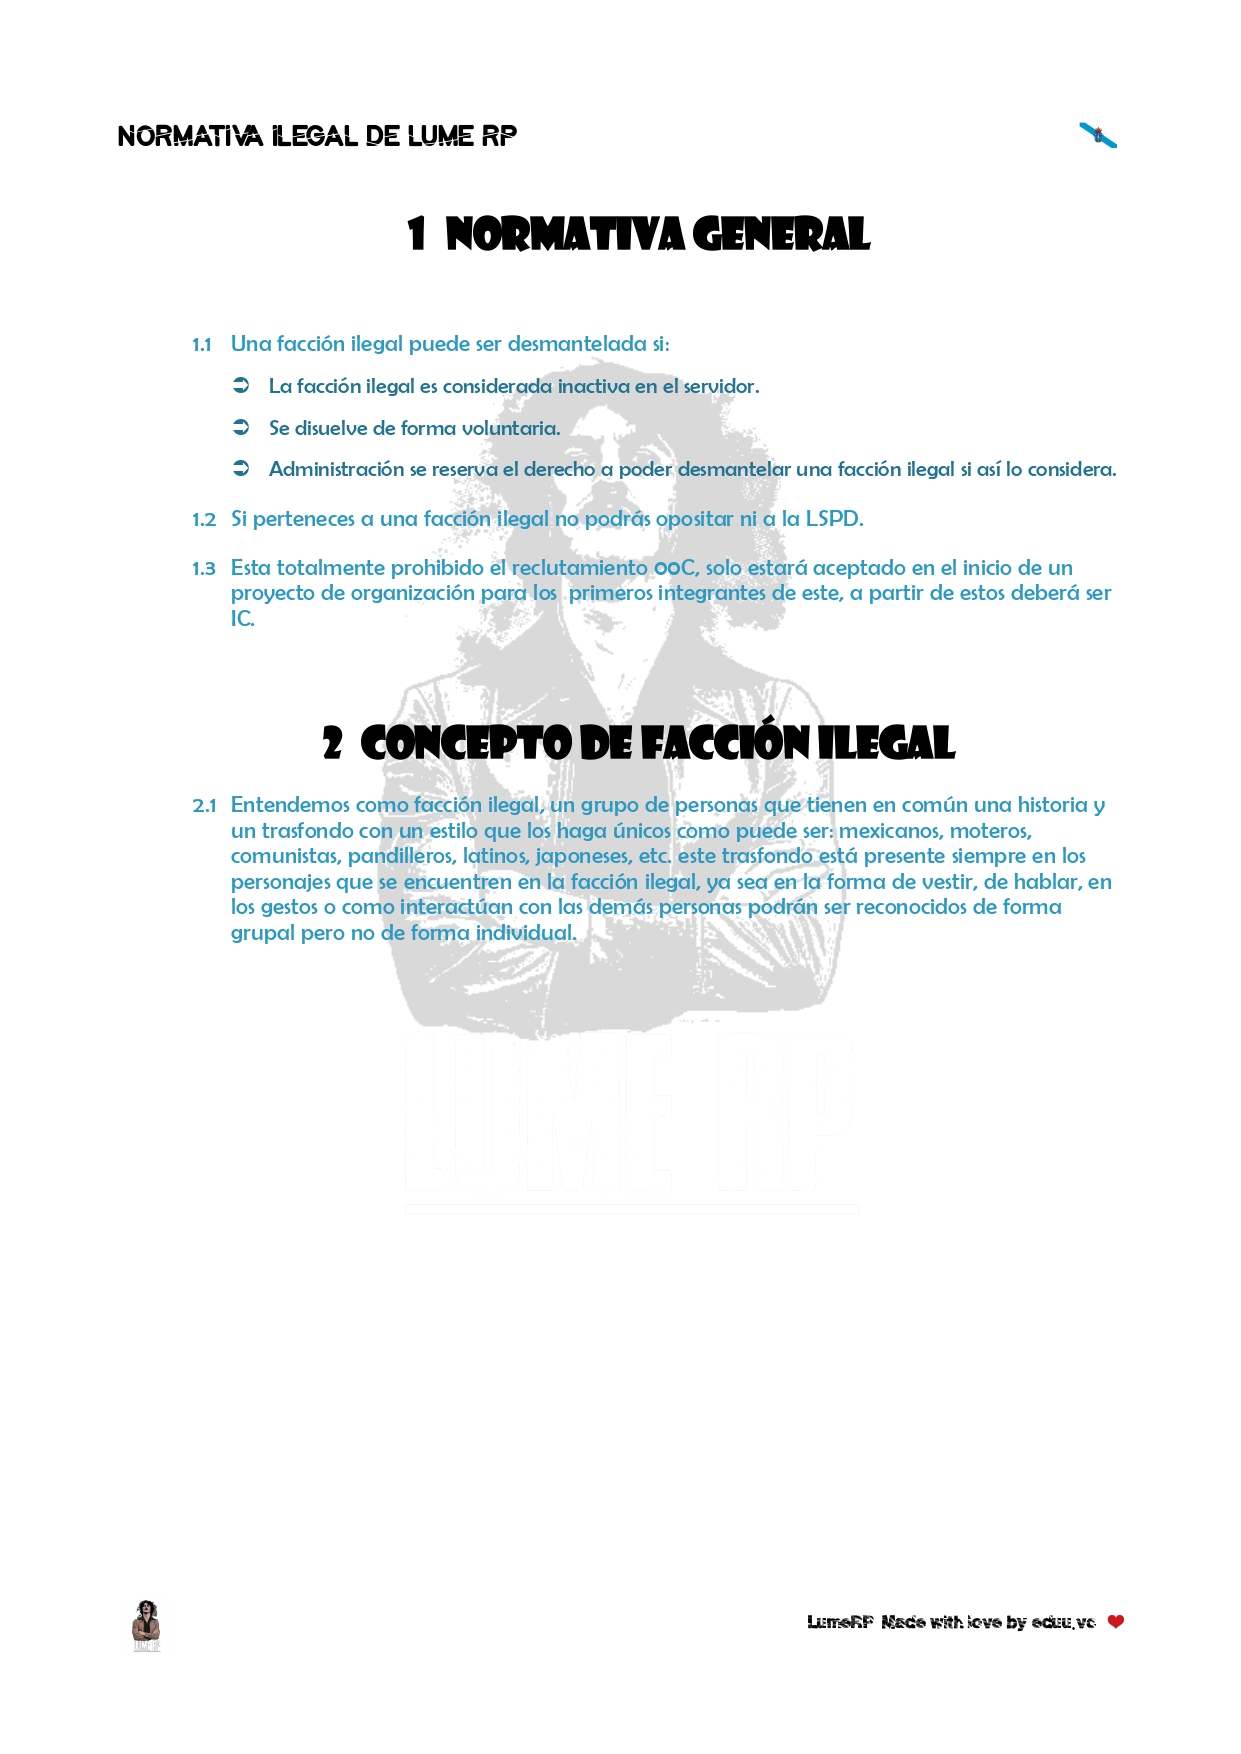 NORMATIVA ILEGAL DE LUME RP
1 NORMATIVA GENERAL
1.1 Una facción ilegal puede ser desmantelada si:
➲ La facción ilegal es considerada inactiva en el servidor.
➲ Se disuelve de forma voluntaria.
➲ Administración se reserva el derecho a poder desmantelar una facción ilegal si así lo considera.
1.2 Si perteneces a una facción ilegal no podrás opositar ni a la LSPD.
1.3 Esta totalmente prohibido el reclutamiento OOC, solo estará aceptado en el inicio de un
proyecto de organización para los primeros integrantes de este, a partir de estos deberá ser
IC.
2 CONCEPTO DE FACCIÓN ILEGAL
2.1 Entendemos como facción ilegal, un grupo de personas que tienen en común una historia y
un trasfondo con un estilo que los haga únicos como puede ser: mexicanos, moteros,
comunistas, pandilleros, latinos, japoneses, etc. este trasfondo está presente siempre en los
personajes que se encuentren en la facción ilegal, ya sea en la forma de vestir, de hablar, en
los gestos o como interactúan con las demás personas podrán ser reconocidos de forma
grupal pero no de forma individual.
LUME RP
LUME RP
LumeRP Made with love by eduu.vc